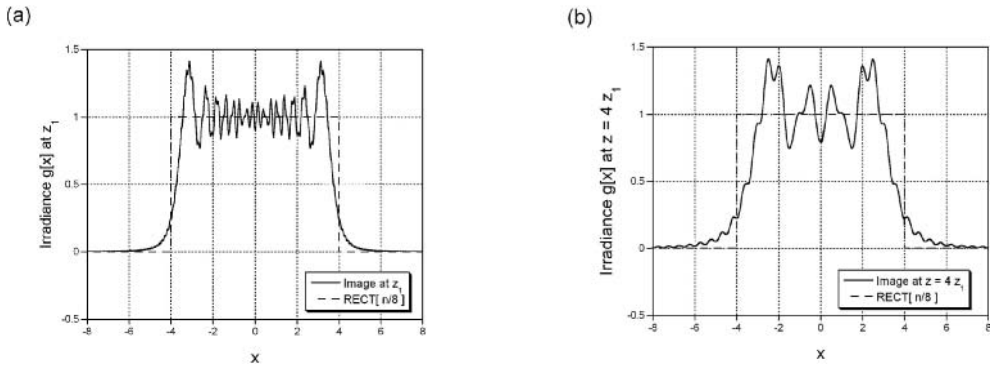 (a)
Irradiance g[x] at z1
1.5
1
0.5
0
-0.5
-8 -6 -4 -2 0 2 4 6 8
x
Image at z1
RECT[ n/8 ]
(b)
Irradiance g[x] at z = 4 z1
1.5
1
0.5
0
-0.5
-8 -6 -4 -2 0 2 4 6 8
x
Image at z = 4 z1
RECT[ n/8 ]